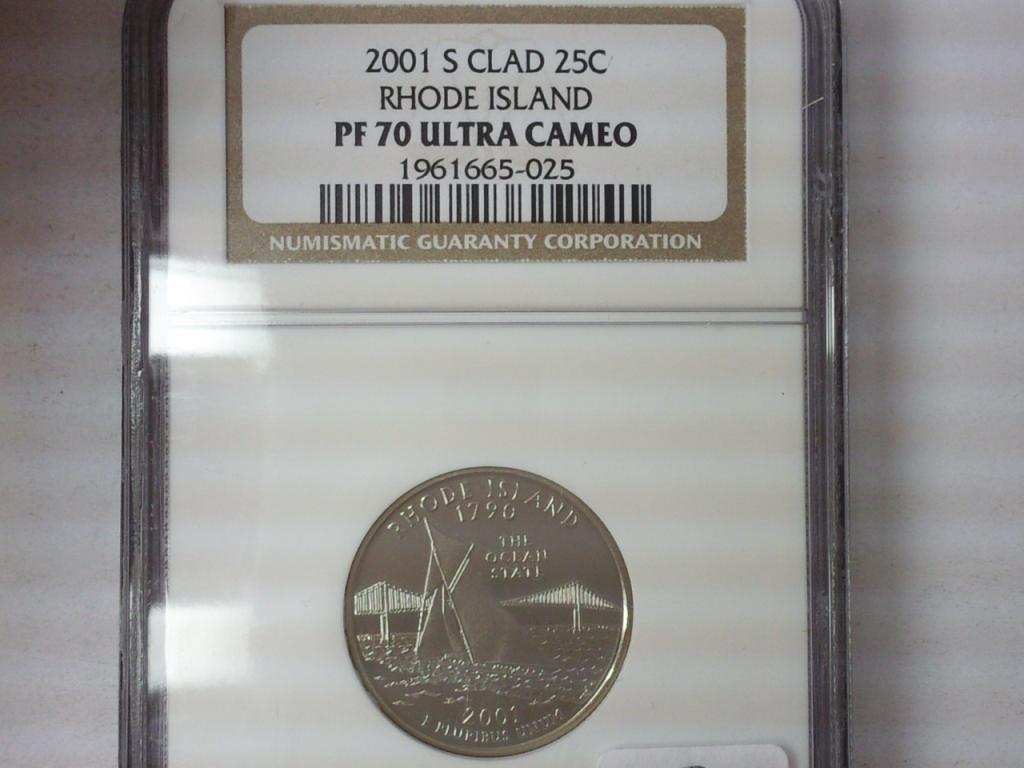 2001 S CLAD 25C
RHODE ISLAND
PF 70 ULTRA CAMEO
1961665-025
NUMISMATIC GUARANTY CORPORATION
RHODE ISLAND
1790
THE
OCEAN
STATE
2001
E PLURIBUS UNUM